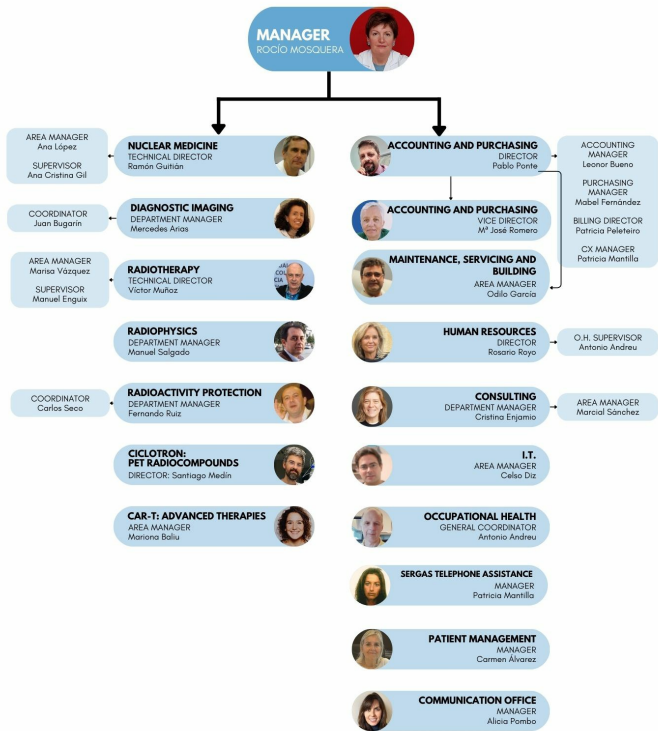 MANAGER
ROCÍO MOSQUERA
AREA MANAGER
Ana López
SUPERVISOR
Ana Cristina Gil
NUCLEAR MEDICINE
TECHNICAL DIRECTOR
Ramón Guitián
COORDINATOR
Juan Bugarín
DIAGNOSTIC IMAGING
DEPARTMENT MANAGER
Mercedes Arias
AREA MANAGER
Marisa Vázquez
SUPERVISOR
Manuel Enguix
RADIOTHERAPY
TECHNICAL DIRECTOR
Víctor Muñoz
RADIOPHYSICS
DEPARTMENT MANAGER
Manuel Salgado
COORDINATOR
Carlos Seco
RADIOACTIVITY PROTECTION
DEPARTMENT MANAGER
Fernando Ruiz
CICLOTRON:
PET RADIOCOMPOUNDS
DIRECTOR: Santiago Medín
CAR-T: ADVANCED THERAPIES
AREA MANAGER
Mariona Baliu
ACCOUNTING AND PURCHASING
DIRECTOR
Pablo Ponte
ACCOUNTING
MANAGER
Leonor Bueno
PURCHASING
MANAGER
Mabel Fernández
BILLING DIRECTOR
Patricia Peleteiro
CX MANAGER
Patricia Mantilla
ACCOUNTING AND PURCHASING
VICE DIRECTOR
Mª José Romero
MAINTENANCE, SERVICING AND
BUILDING
AREA MANAGER
Odilo García
HUMAN RESOURCES
DIRECTOR
Rosario Royo
O.H. SUPERVISOR
Antonio Andreu
CONSULTING
DEPARTMENT MANAGER
Cristina Enjamio
AREA MANAGER
Marcial Sánchez
I.T.
AREA MANAGER
Celso Diz
OCCUPATIONAL HEALTH
GENERAL COORDINATOR
Antonio Andreu
SERGAS TELEPHONE ASSISTANCE
MANAGER
Patricia Mantilla
PATIENT MANAGEMENT
MANAGER
Carmen Álvarez
COMMUNICATION OFFICE
MANAGER
Alicia Pombo